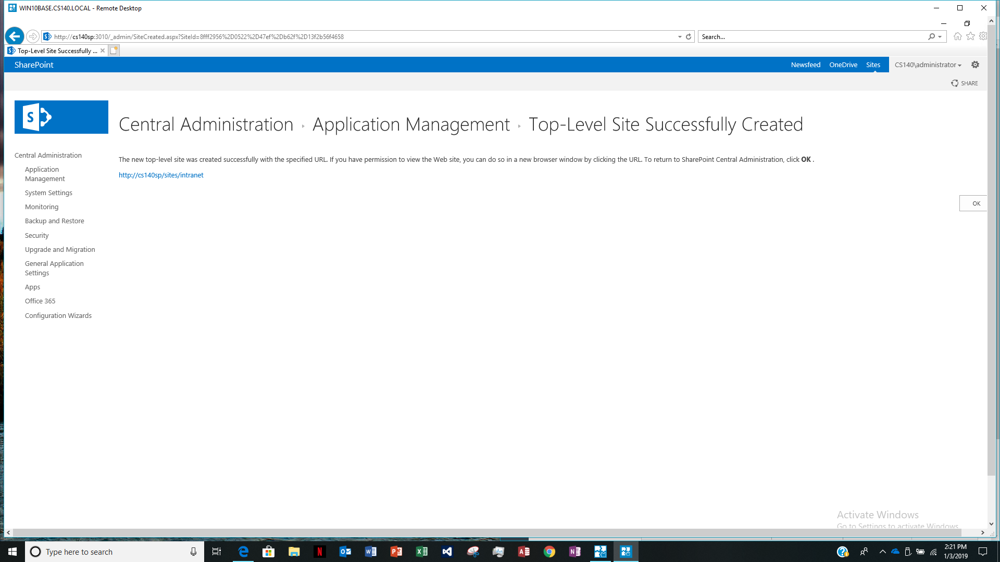 WIN10BASE.CS140.LOCAL - Remote Desktop
http://cs140sp:3010/_admin/SiteCreated.aspx?SiteId=8fff2956%2D0522%2D47ef%2Db62f%2D13f2b56f4658
Search...
Top-Level Site Successfully ...
SharePoint
Newsfeed OneDrive Sites CS140\administrator
SHARE
Central Administration ▸ Application Management ▸ Top-Level Site Successfully Created
The new top-level site was created successfully with the specified URL. If you have permission to view the Web site, you can do so in a new browser window by clicking the URL. To return to SharePoint Central Administration, click OK .
http://cs140sp/sites/intranet
OK
Central Administration
Application
Management
System Settings
Monitoring
Backup and Restore
Security
Upgrade and Migration
General Application
Settings
Apps
Office 365
Configuration Wizards
Activate Windows
Go to Settings to activate Windows.
Type here to search
2:21 PM
1/3/2019